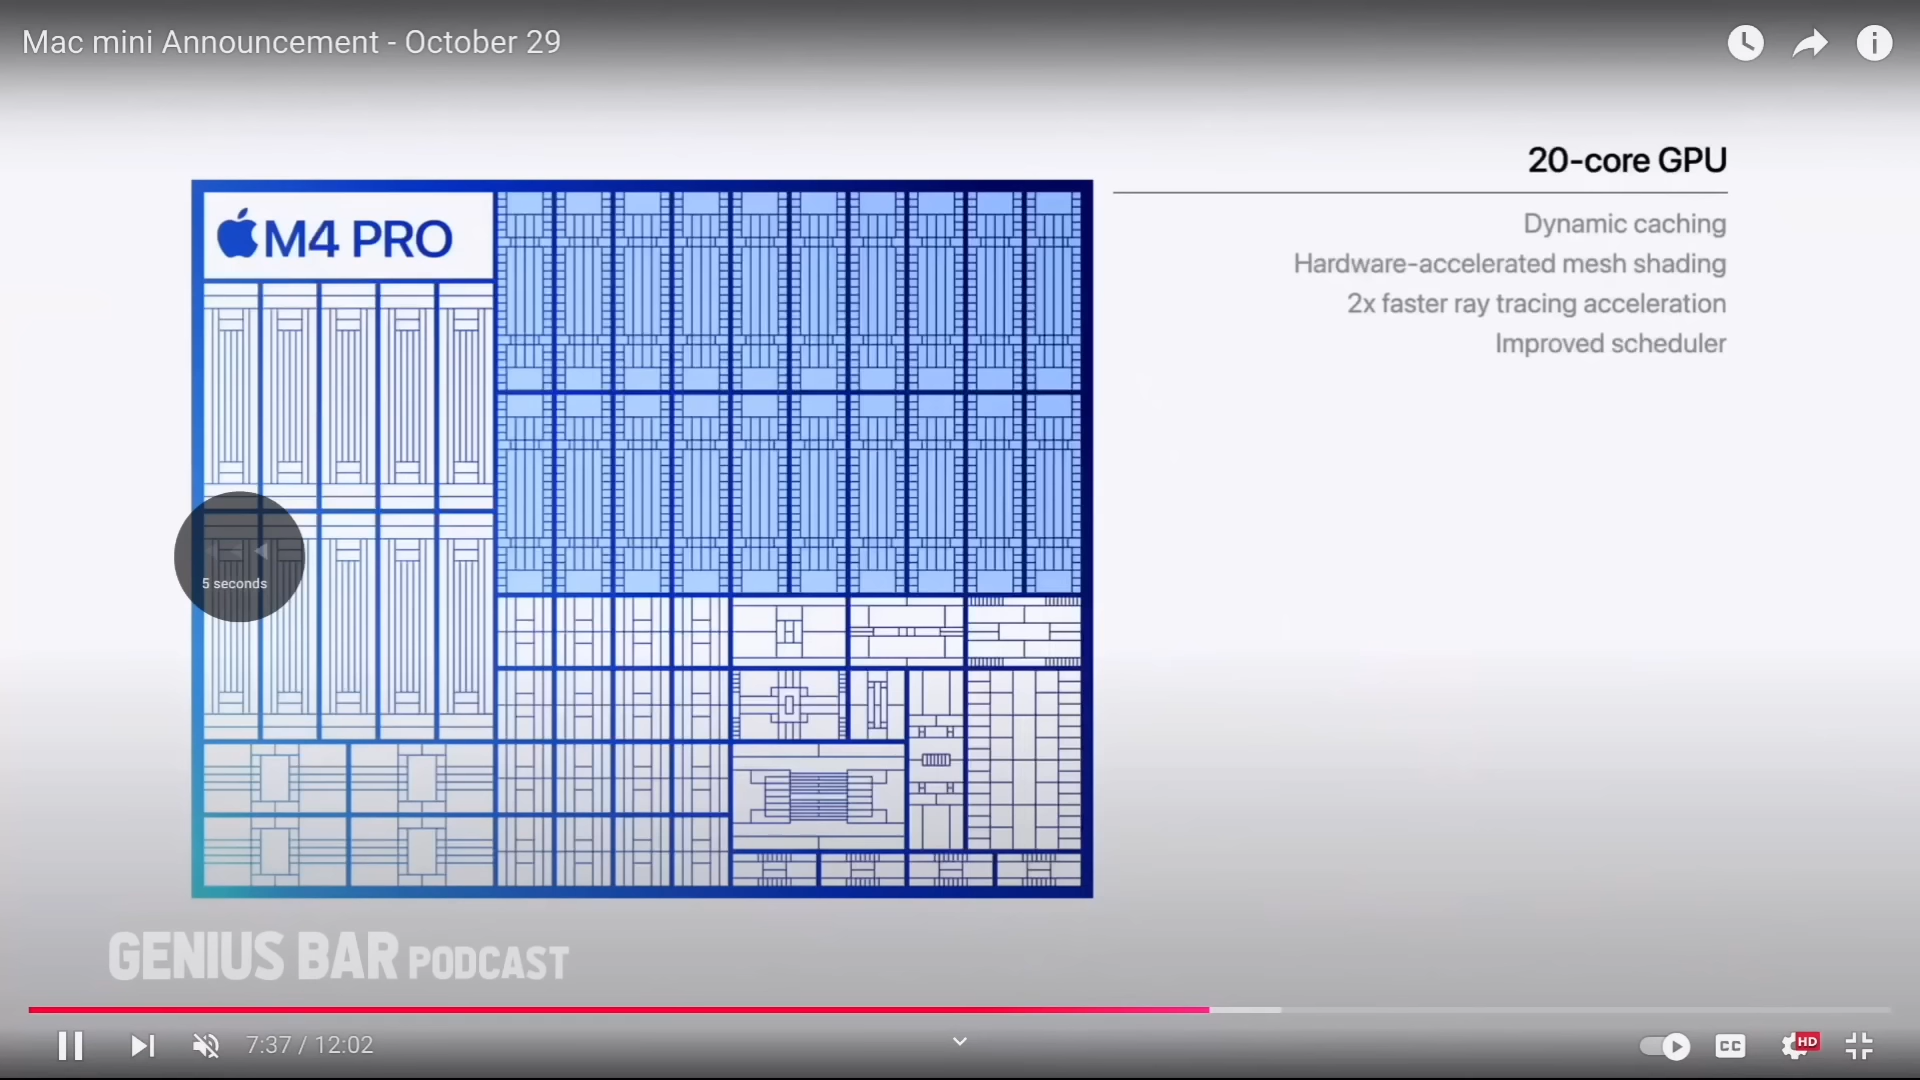 Mac mini Announcement - October 29
20-core GPU
Dynamic caching
Hardware-accelerated mesh shading
2x faster ray tracing acceleration
Improved scheduler
M4 PRO
5 seconds
GENIUS BAR PODCAST
7:37 / 12:02
CC
HD